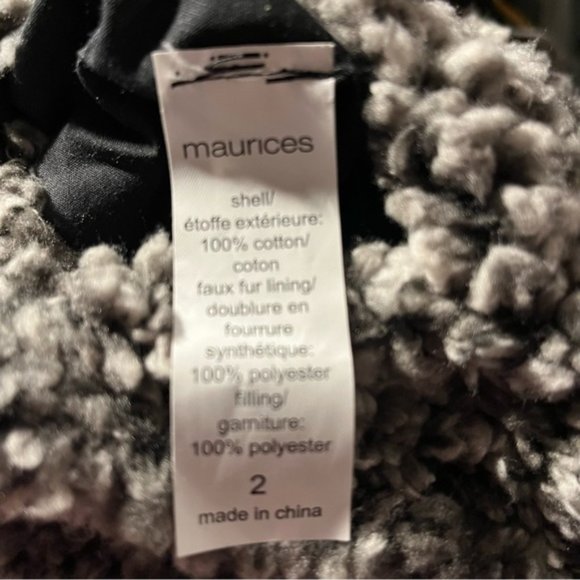 maurices
shell/
étoffe extérieure:
100% cotton/
coton
faux fur lining/
doublure en
fourrure
synthétique:
100% polyester
filling/
garniture:
100% polyester
2
made in china